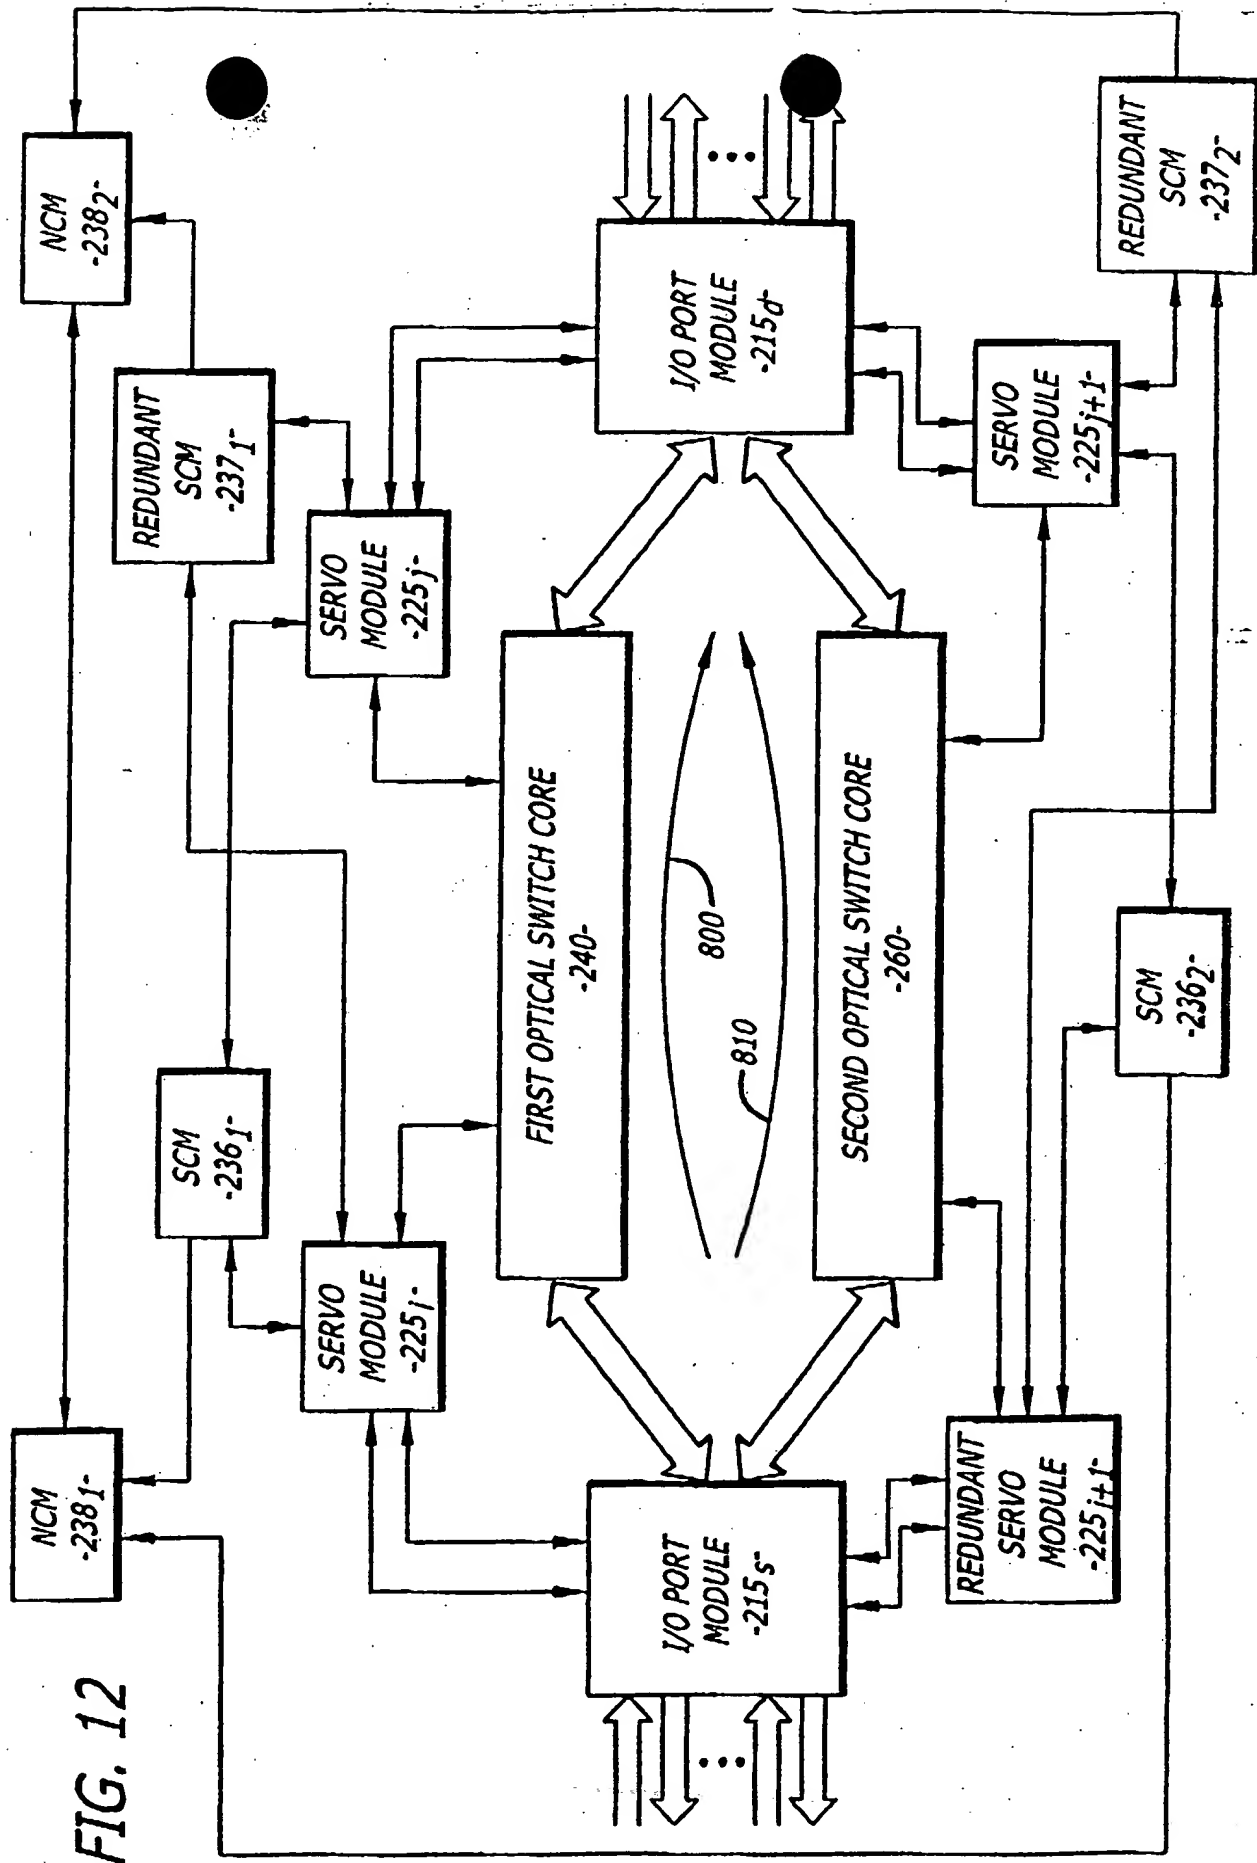 FIG. 12
NCM
-238₁-
NCM
-238₂-
SCM
-236₁-
REDUNDANT
SCM
-237₁-
SERVO
MODULE
-225ᵢ-
SERVO
MODULE
-225ⱼ-
I/O PORT
MODULE
-215ₛ-
FIRST OPTICAL SWITCH CORE
-240-
800
810
SECOND OPTICAL SWITCH CORE
-260-
I/O PORT
MODULE
-215d-
REDUNDANT
SERVO
MODULE
-225ᵢ₊₁-
SERVO
MODULE
-225ⱼ₊₁-
SCM
-236₂-
REDUNDANT
SCM
-237₂-